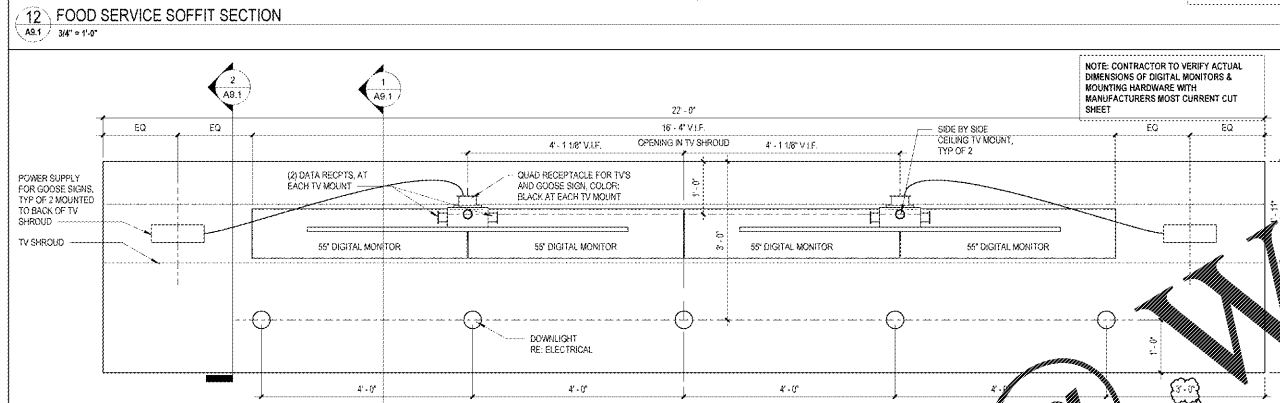 12 FOOD SERVICE SOFFIT SECTION
A9.1 3/4" = 1'-0"
NOTE: CONTRACTOR TO VERIFY ACTUAL
DIMENSIONS OF DIGITAL MONITORS &
MOUNTING HARDWARE WITH
MANUFACTURERS MOST CURRENT CUT
SHEET
2
A9.1
1
A9.1
22' - 0"
EQ
EQ
16' - 4" V.I.F.
EQ
EQ
OPENING IN TV SHROUD
4' - 1 1/8" V.I.F.
4' - 1 1/8" V.I.F.
SIDE BY SIDE
CEILING TV MOUNT,
TYP OF 2
POWER SUPPLY
FOR GOOSE SIGNS,
TYP OF 2 MOUNTED
TO BACK OF TV
SHROUD
TV SHROUD
(2) DATA RECPTS, AT
EACH TV MOUNT
QUAD RECEPTACLE FOR TV'S
AND GOOSE SIGN, COLOR:
BLACK AT EACH TV MOUNT
1' - 0"
3' - 0"
55" DIGITAL MONITOR
55" DIGITAL MONITOR
55" DIGITAL MONITOR
55" DIGITAL MONITOR
DOWNLIGHT
RE: ELECTRICAL
1' - 0"
4' - 0"
4' - 0"
4' - 0"
3' - 0"
W